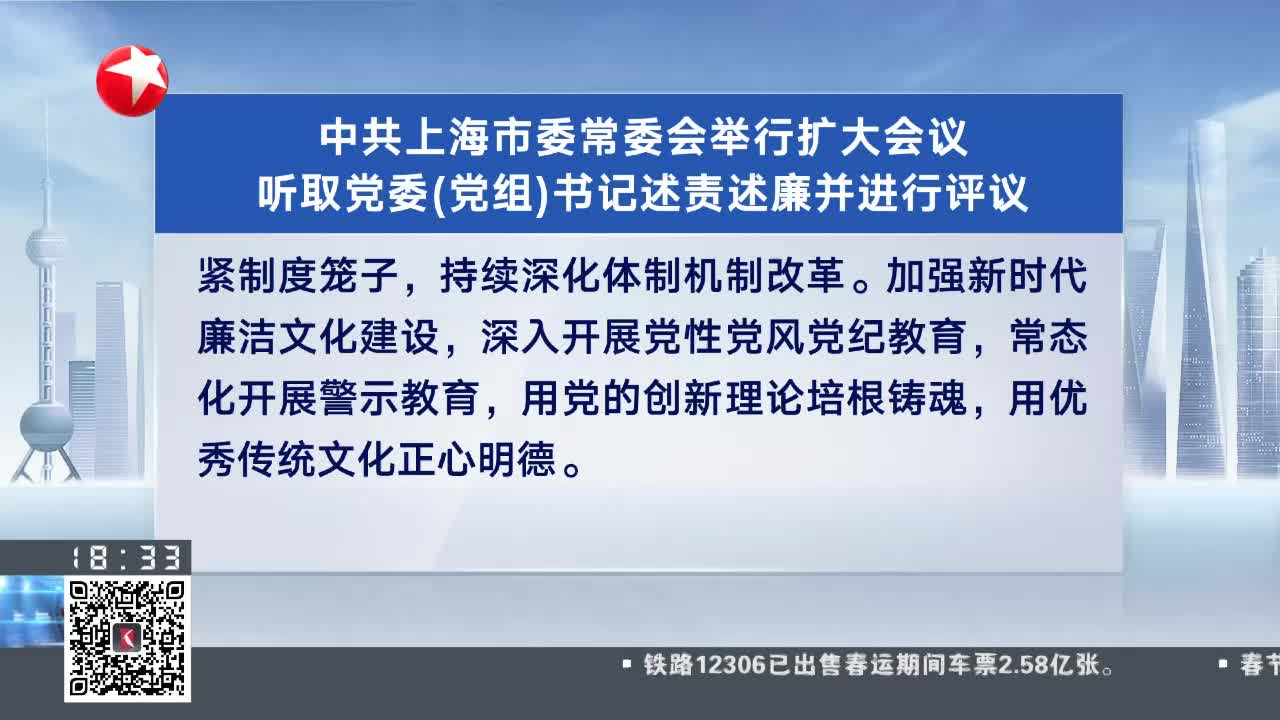 中共上海市委常委会举行扩大会议
听取党委(党组)书记述责述廉并进行评议
紧制度笼子，持续深化体制机制改革。加强新时代
廉洁文化建设，深入开展党性党风党纪教育，常态
化开展警示教育，用党的创新理论培根铸魂，用优
秀传统文化正心明德。
18:33
▪ 铁路12306已出售春运期间车票2.58亿张。
▪ 春节